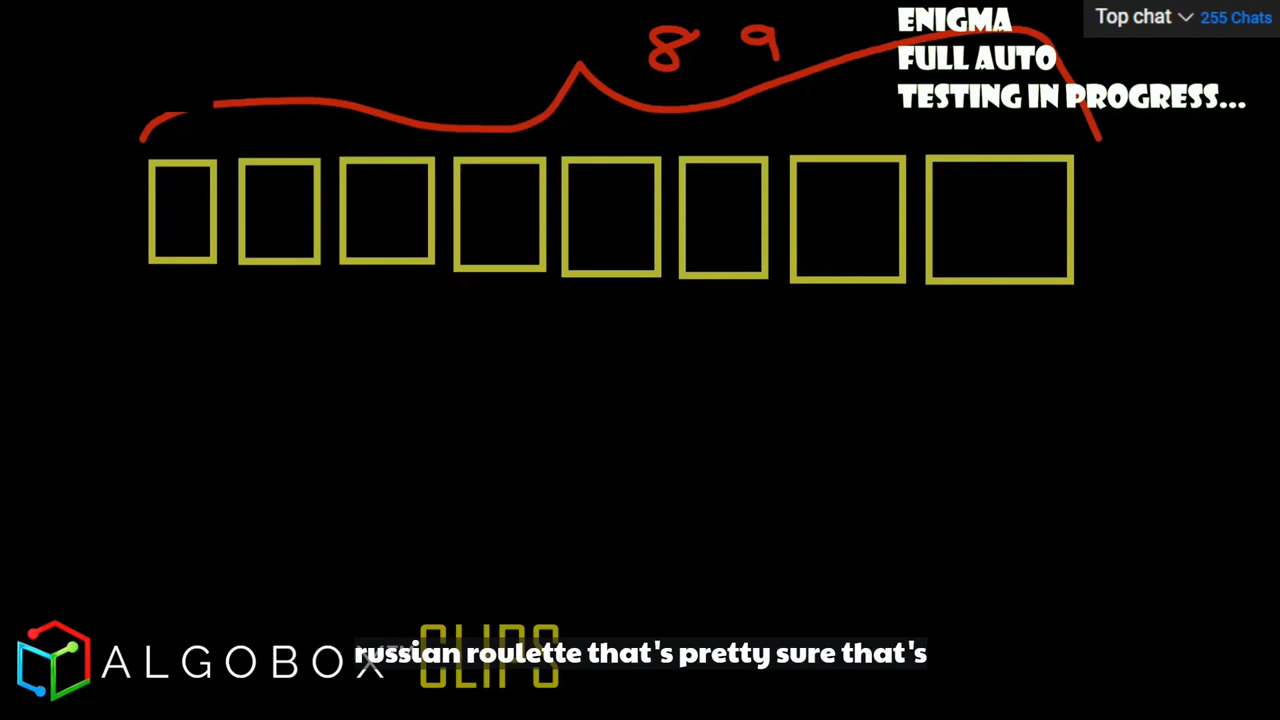 Top chat 255 Chats
ENIGMA
FULL AUTO
TESTING IN PROGRESS...
8 9
ALGOBOX CLIPS
russian roulette that's pretty sure that's